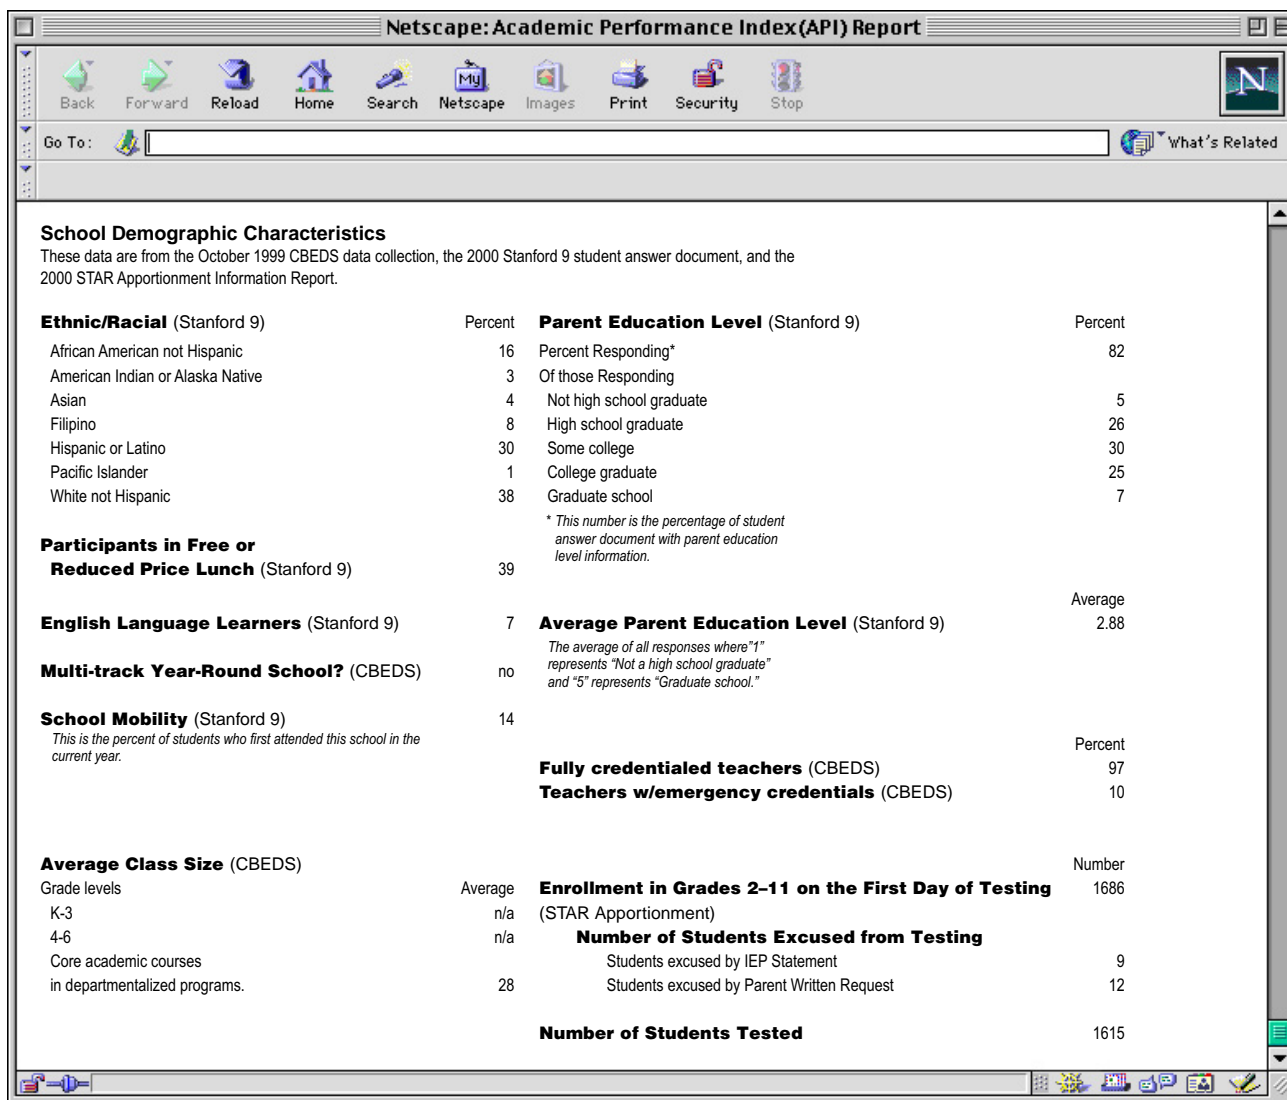 Netscape: Academic Performance Index(API) Report
Back Forward Reload Home Search My Netscape Images Print Security Stop
N
Go To:
What's Related
School Demographic Characteristics
These data are from the October 1999 CBEDS data collection, the 2000 Stanford 9 student answer document, and the
2000 STAR Apportionment Information Report.
Ethnic/Racial (Stanford 9) Percent
African American not Hispanic 16
American Indian or Alaska Native 3
Asian 4
Filipino 8
Hispanic or Latino 30
Pacific Islander 1
White not Hispanic 38
Participants in Free or
Reduced Price Lunch (Stanford 9) 39
English Language Learners (Stanford 9) 7
Multi-track Year-Round School? (CBEDS) no
School Mobility (Stanford 9) 14
This is the percent of students who first attended this school in the
current year.
Parent Education Level (Stanford 9) Percent
Percent Responding* 82
Of those Responding
Not high school graduate 5
High school graduate 26
Some college 30
College graduate 25
Graduate school 7
* This number is the percentage of student
answer document with parent education
level information.
Average
Average Parent Education Level (Stanford 9) 2.88
The average of all responses where"1"
represents “Not a high school graduate”
and “5” represents “Graduate school.”
Percent
Fully credentialed teachers (CBEDS) 97
Teachers w/emergency credentials (CBEDS) 10
Average Class Size (CBEDS)
Grade levels Average
K-3 n/a
4-6 n/a
Core academic courses
in departmentalized programs. 28
Number
Enrollment in Grades 2–11 on the First Day of Testing 1686
(STAR Apportionment)
Number of Students Excused from Testing
Students excused by IEP Statement 9
Students excused by Parent Written Request 12
Number of Students Tested 1615